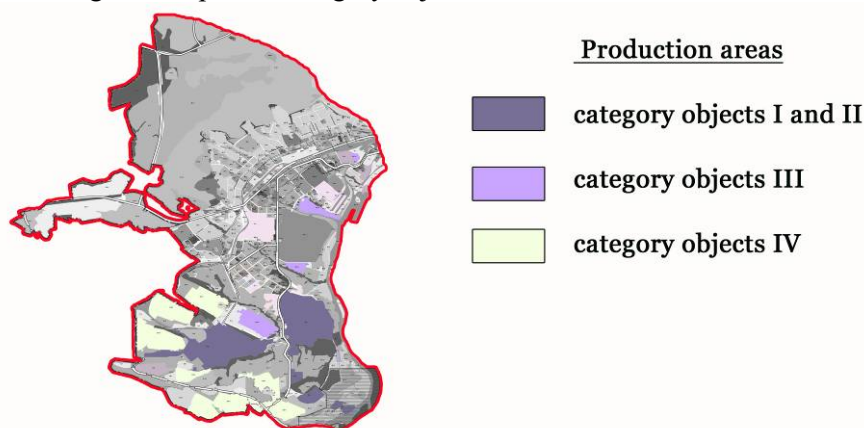 Production areas
category objects I and II
category objects III
category objects IV